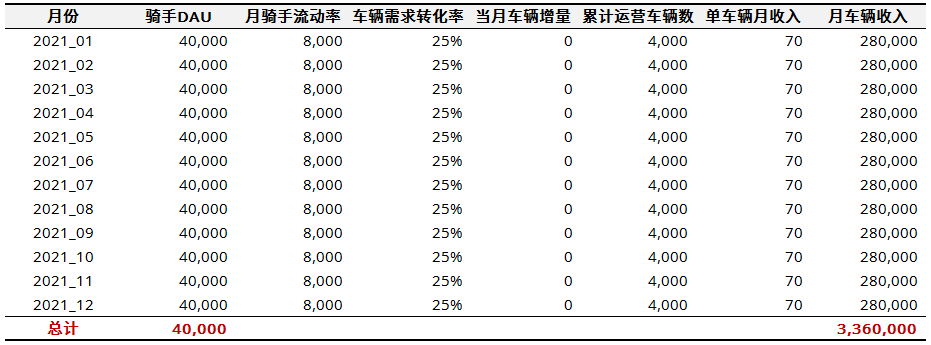 月份 骑手DAU 月骑手流动率 车辆需求转化率 当月车辆增量 累计运营车辆数 单车辆月收入 月车辆收入
2021_01 40,000 8,000 25% 0 4,000 70 280,000
2021_02 40,000 8,000 25% 0 4,000 70 280,000
2021_03 40,000 8,000 25% 0 4,000 70 280,000
2021_04 40,000 8,000 25% 0 4,000 70 280,000
2021_05 40,000 8,000 25% 0 4,000 70 280,000
2021_06 40,000 8,000 25% 0 4,000 70 280,000
2021_07 40,000 8,000 25% 0 4,000 70 280,000
2021_08 40,000 8,000 25% 0 4,000 70 280,000
2021_09 40,000 8,000 25% 0 4,000 70 280,000
2021_10 40,000 8,000 25% 0 4,000 70 280,000
2021_11 40,000 8,000 25% 0 4,000 70 280,000
2021_12 40,000 8,000 25% 0 4,000 70 280,000
总计 40,000 3,360,000